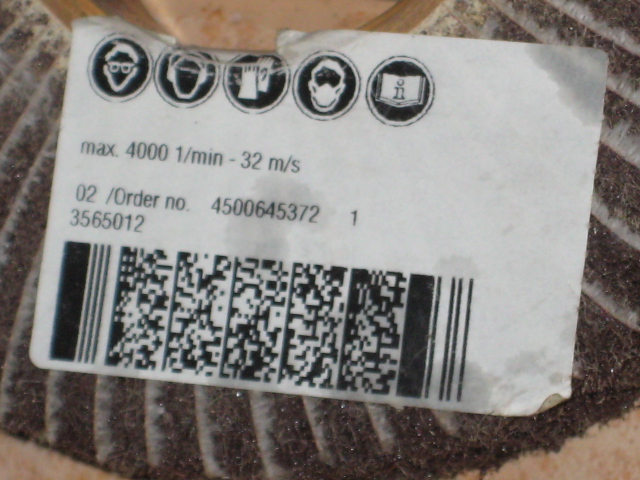 i
max. 4000 1/min - 32 m/s
02 /Order no. 4500645372 1
3565012